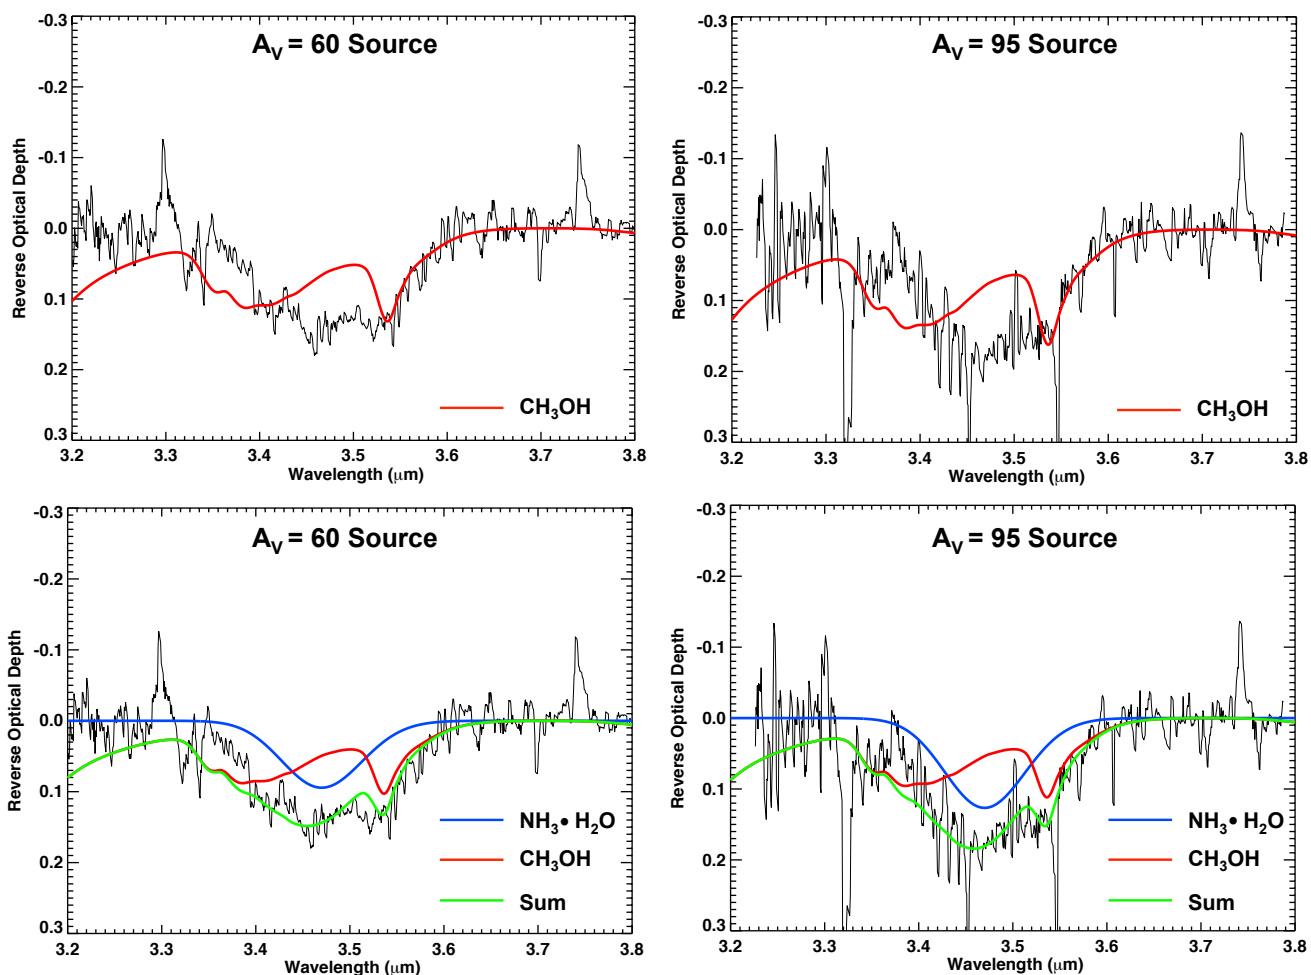 A_V = 60 Source
Reverse Optical Depth
-0.3
-0.2
-0.1
0.0
0.1
0.2
0.3
CH₃OH
3.2 3.3 3.4 3.5 3.6 3.7 3.8
Wavelength (μm)
A_V = 95 Source
Reverse Optical Depth
-0.3
-0.2
-0.1
0.0
0.1
0.2
0.3
CH₃OH
3.2 3.3 3.4 3.5 3.6 3.7 3.8
Wavelength (μm)
A_V = 60 Source
Reverse Optical Depth
-0.3
-0.2
-0.1
0.0
0.1
0.2
0.3
NH₃• H₂O
CH₃OH
Sum
3.2 3.3 3.4 3.5 3.6 3.7 3.8
Wavelength (μm)
A_V = 95 Source
Reverse Optical Depth
-0.3
-0.2
-0.1
0.0
0.1
0.2
0.3
NH₃• H₂O
CH₃OH
Sum
3.2 3.3 3.4 3.5 3.6 3.7 3.8
Wavelength (μm)